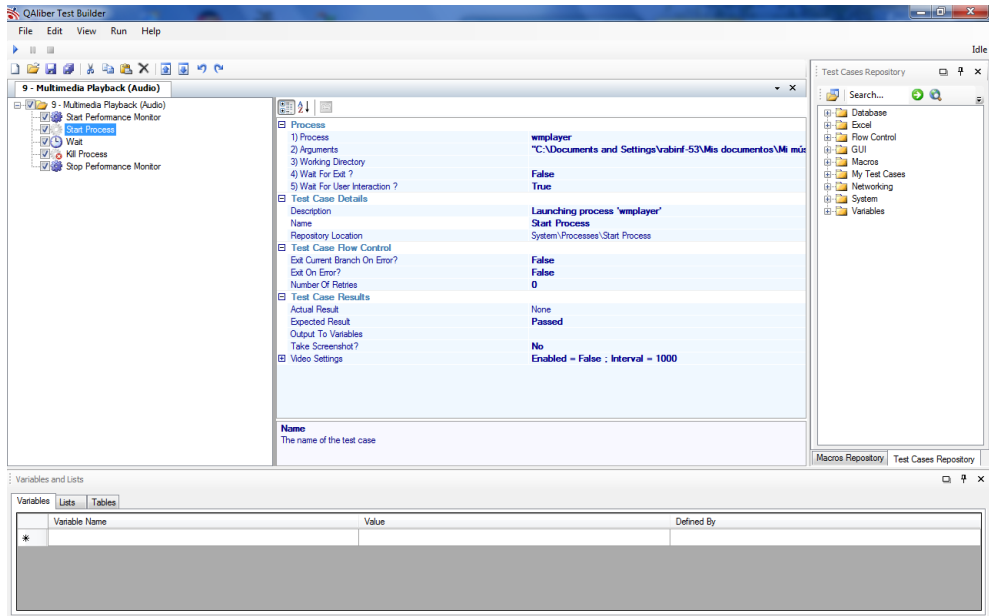 QAliber Test Builder
File Edit View Run Help
Idle
9 - Multimedia Playback (Audio)
9 - Multimedia Playback (Audio)
Start Performance Monitor
Start Process
Wait
Kill Process
Stop Performance Monitor
Process
1) Process wmplayer
2) Arguments "C:\Documents and Settings\rabinf-53\Mis documentos\Mi mús
3) Working Directory
4) Wait For Exit ? False
5) Wait For User Interaction ? True
Test Case Details
Description Launching process 'wmplayer'
Name Start Process
Repository Location System\Processes\Start Process
Test Case Flow Control
Exit Current Branch On Error? False
Exit On Error? False
Number Of Retries 0
Test Case Results
Actual Result None
Expected Result Passed
Output To Variables
Take Screenshot? No
Video Settings Enabled = False ; Interval = 1000
Name
The name of the test case
Test Cases Repository
Search...
Database
Excel
Flow Control
GUI
Macros
My Test Cases
Networking
System
Variables
Macros Repository Test Cases Repository
Variables and Lists
Variables Lists Tables
Variable Name Value Defined By